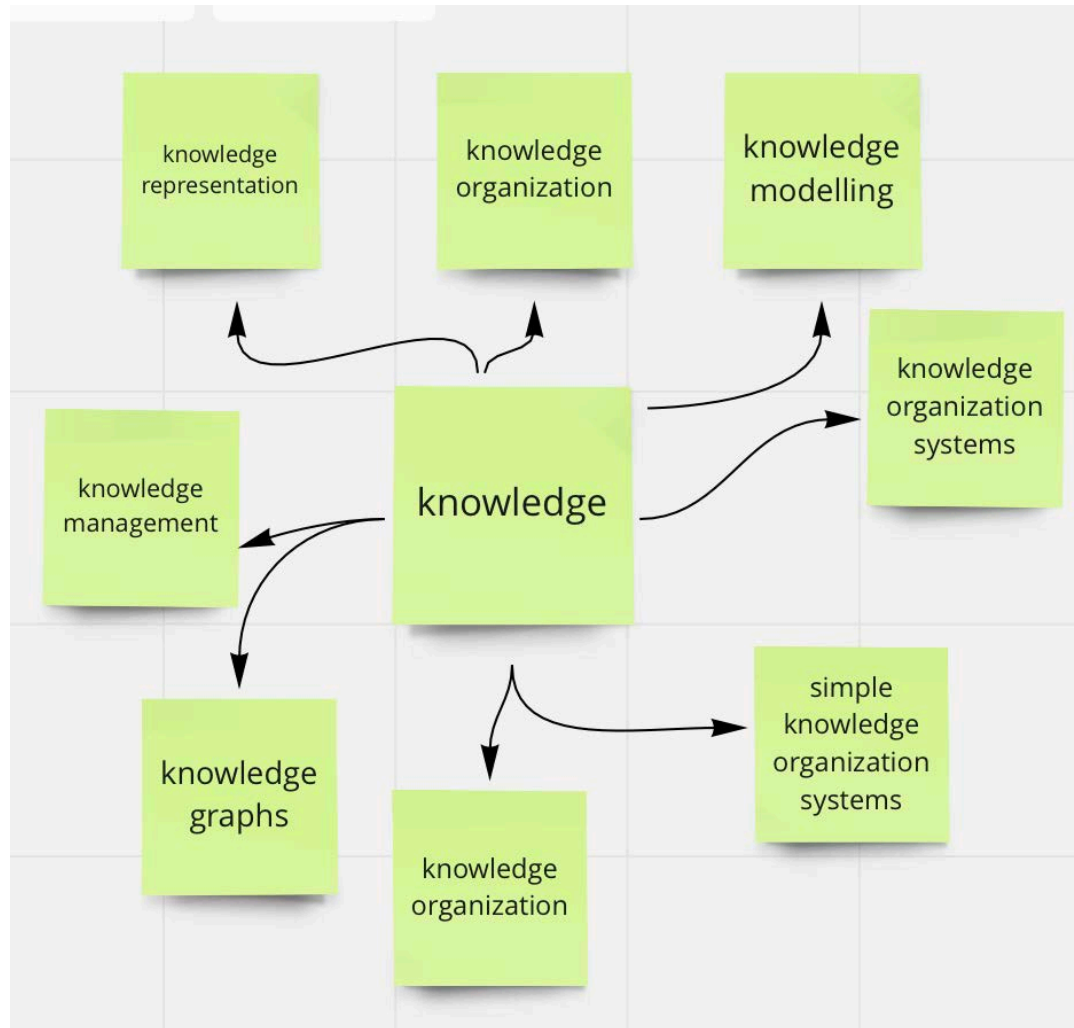 knowledge
representation
knowledge
organization
knowledge
modelling
knowledge
organization
systems
knowledge
management
knowledge
knowledge
graphs
knowledge
organization
simple
knowledge
organization
systems